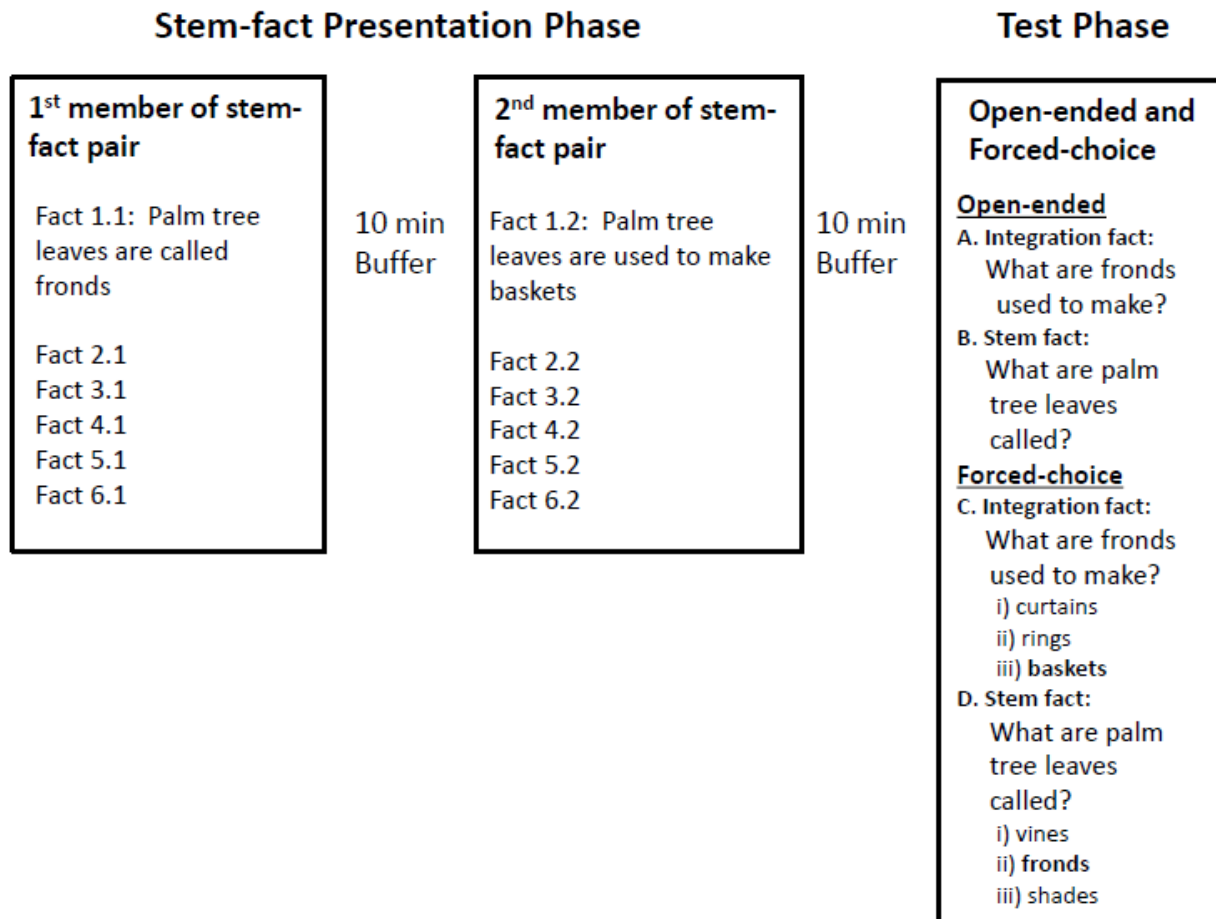 Stem-fact Presentation Phase
Test Phase
1st member of stem-
fact pair
Fact 1.1:  Palm tree
leaves are called
fronds
Fact 2.1
Fact 3.1
Fact 4.1
Fact 5.1
Fact 6.1
10 min
Buffer
2nd member of stem-
fact pair
Fact 1.2:  Palm tree
leaves are used to make
baskets
Fact 2.2
Fact 3.2
Fact 4.2
Fact 5.2
Fact 6.2
10 min
Buffer
Open-ended and
Forced-choice
Open-ended
A. Integration fact:
What are fronds
used to make?
B. Stem fact:
What are palm
tree leaves
called?
Forced-choice
C. Integration fact:
What are fronds
used to make?
i) curtains
ii) rings
iii) baskets
D. Stem fact:
What are palm
tree leaves
called?
i) vines
ii) fronds
iii) shades